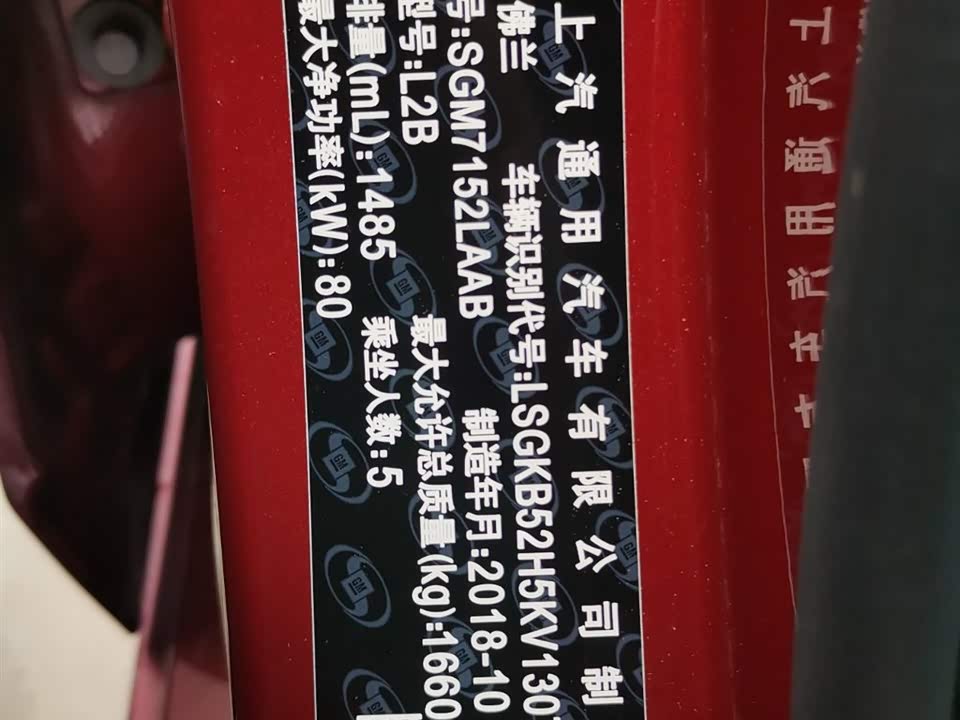 上汽通用汽车有限公司制
佛兰 车辆识别代号:LSGKB52H5KV130
号:SGM7152LAAB 制造年月:2018-10
型号:L2B 最大允许总质量(kg):1660
排量(mL):1485 乘坐人数:5
最大净功率(kW):80